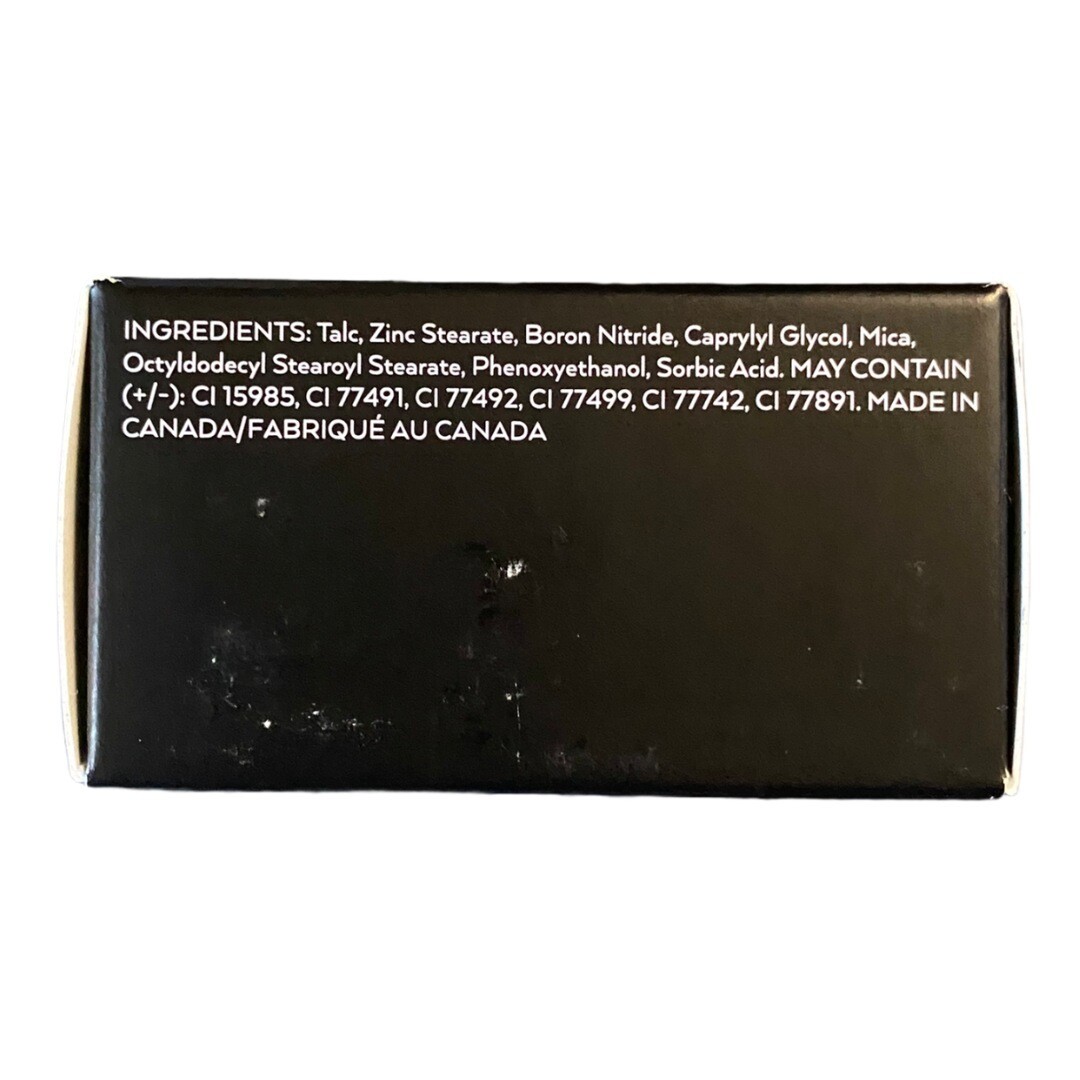 INGREDIENTS: Talc, Zinc Stearate, Boron Nitride, Caprylyl Glycol, Mica,
Octyldodecyl Stearoyl Stearate, Phenoxyethanol, Sorbic Acid. MAY CONTAIN
(+/-): CI 15985, CI 77491, CI 77492, CI 77499, CI 77742, CI 77891. MADE IN
CANADA/FABRIQUÉ AU CANADA